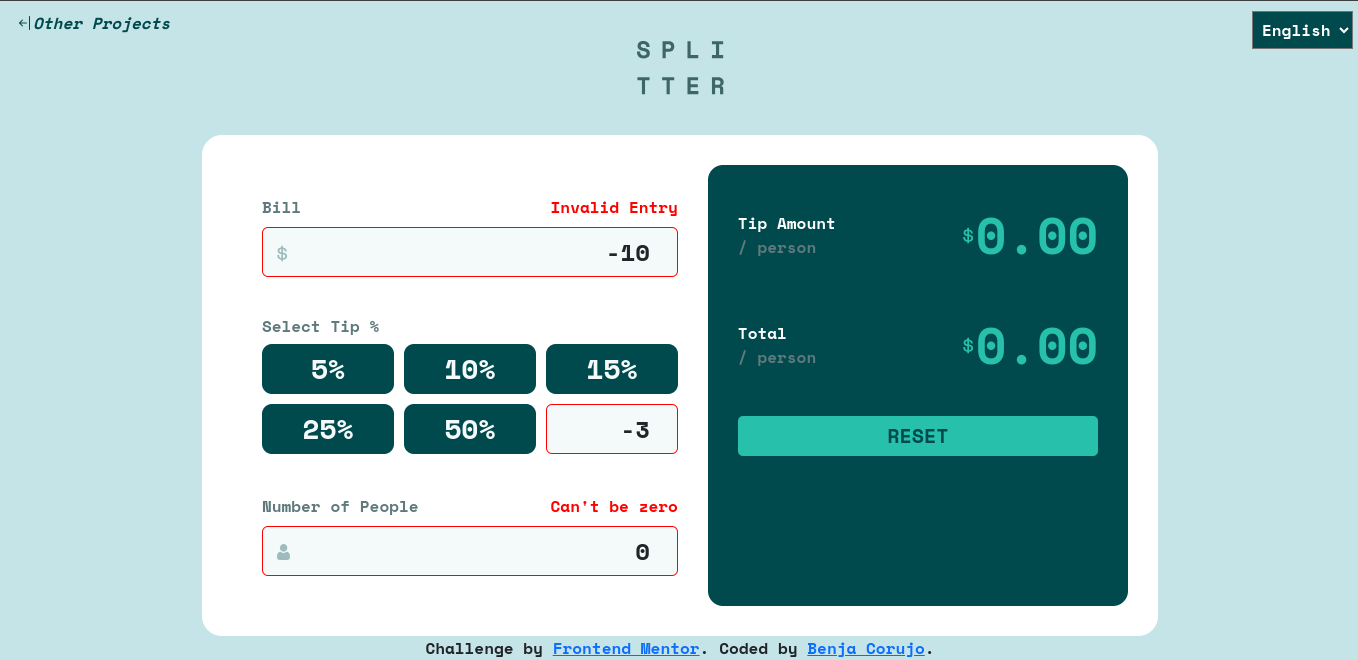 Other Projects
English
SPLI
TTER
Bill
Invalid Entry
$
-10
Select Tip %
5%
10%
15%
25%
50%
-3
Number of People
Can't be zero
0
Tip Amount
/ person
$0.00
Total
/ person
$0.00
RESET
Challenge by Frontend Mentor. Coded by Benja Corujo.